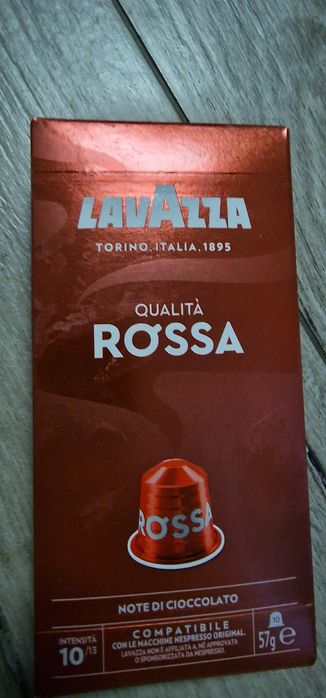 LAVAZZA
TORINO, ITALIA, 1895
QUALITÀ
ROSSA
ROSSA
NOTE DI CIOCCOLATO
INTENSITÀ
10/13
COMPATIBILE
CON LE MACCHINE NESPRESSO ORIGINAL.
LAVAZZA NON È AFFILIATA A, NÉ APPROVATA
O SPONSORIZZATA DA NESPRESSO.
10
57g e